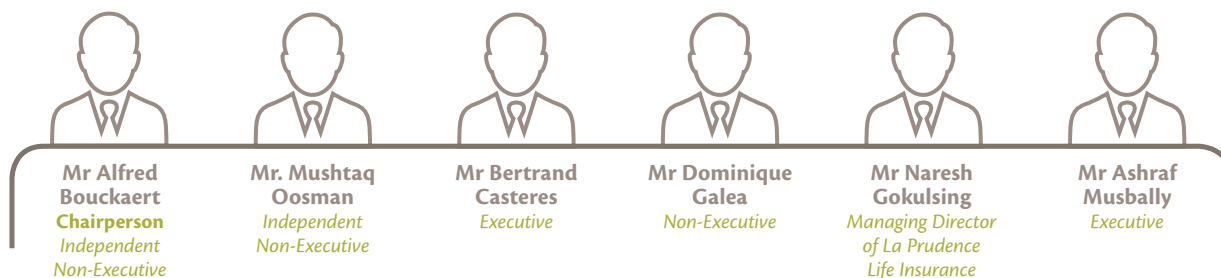 Mr Alfred
Bouckaert
Chairperson
Independent
Non-Executive
Mr. Mushtaq
Oosman
Independent
Non-Executive
Mr Bertrand
Casteres
Executive
Mr Dominique
Galea
Non-Executive
Mr Naresh
Gokulsing
Managing Director
of La Prudence
Life Insurance
Mr Ashraf
Musbally
Executive